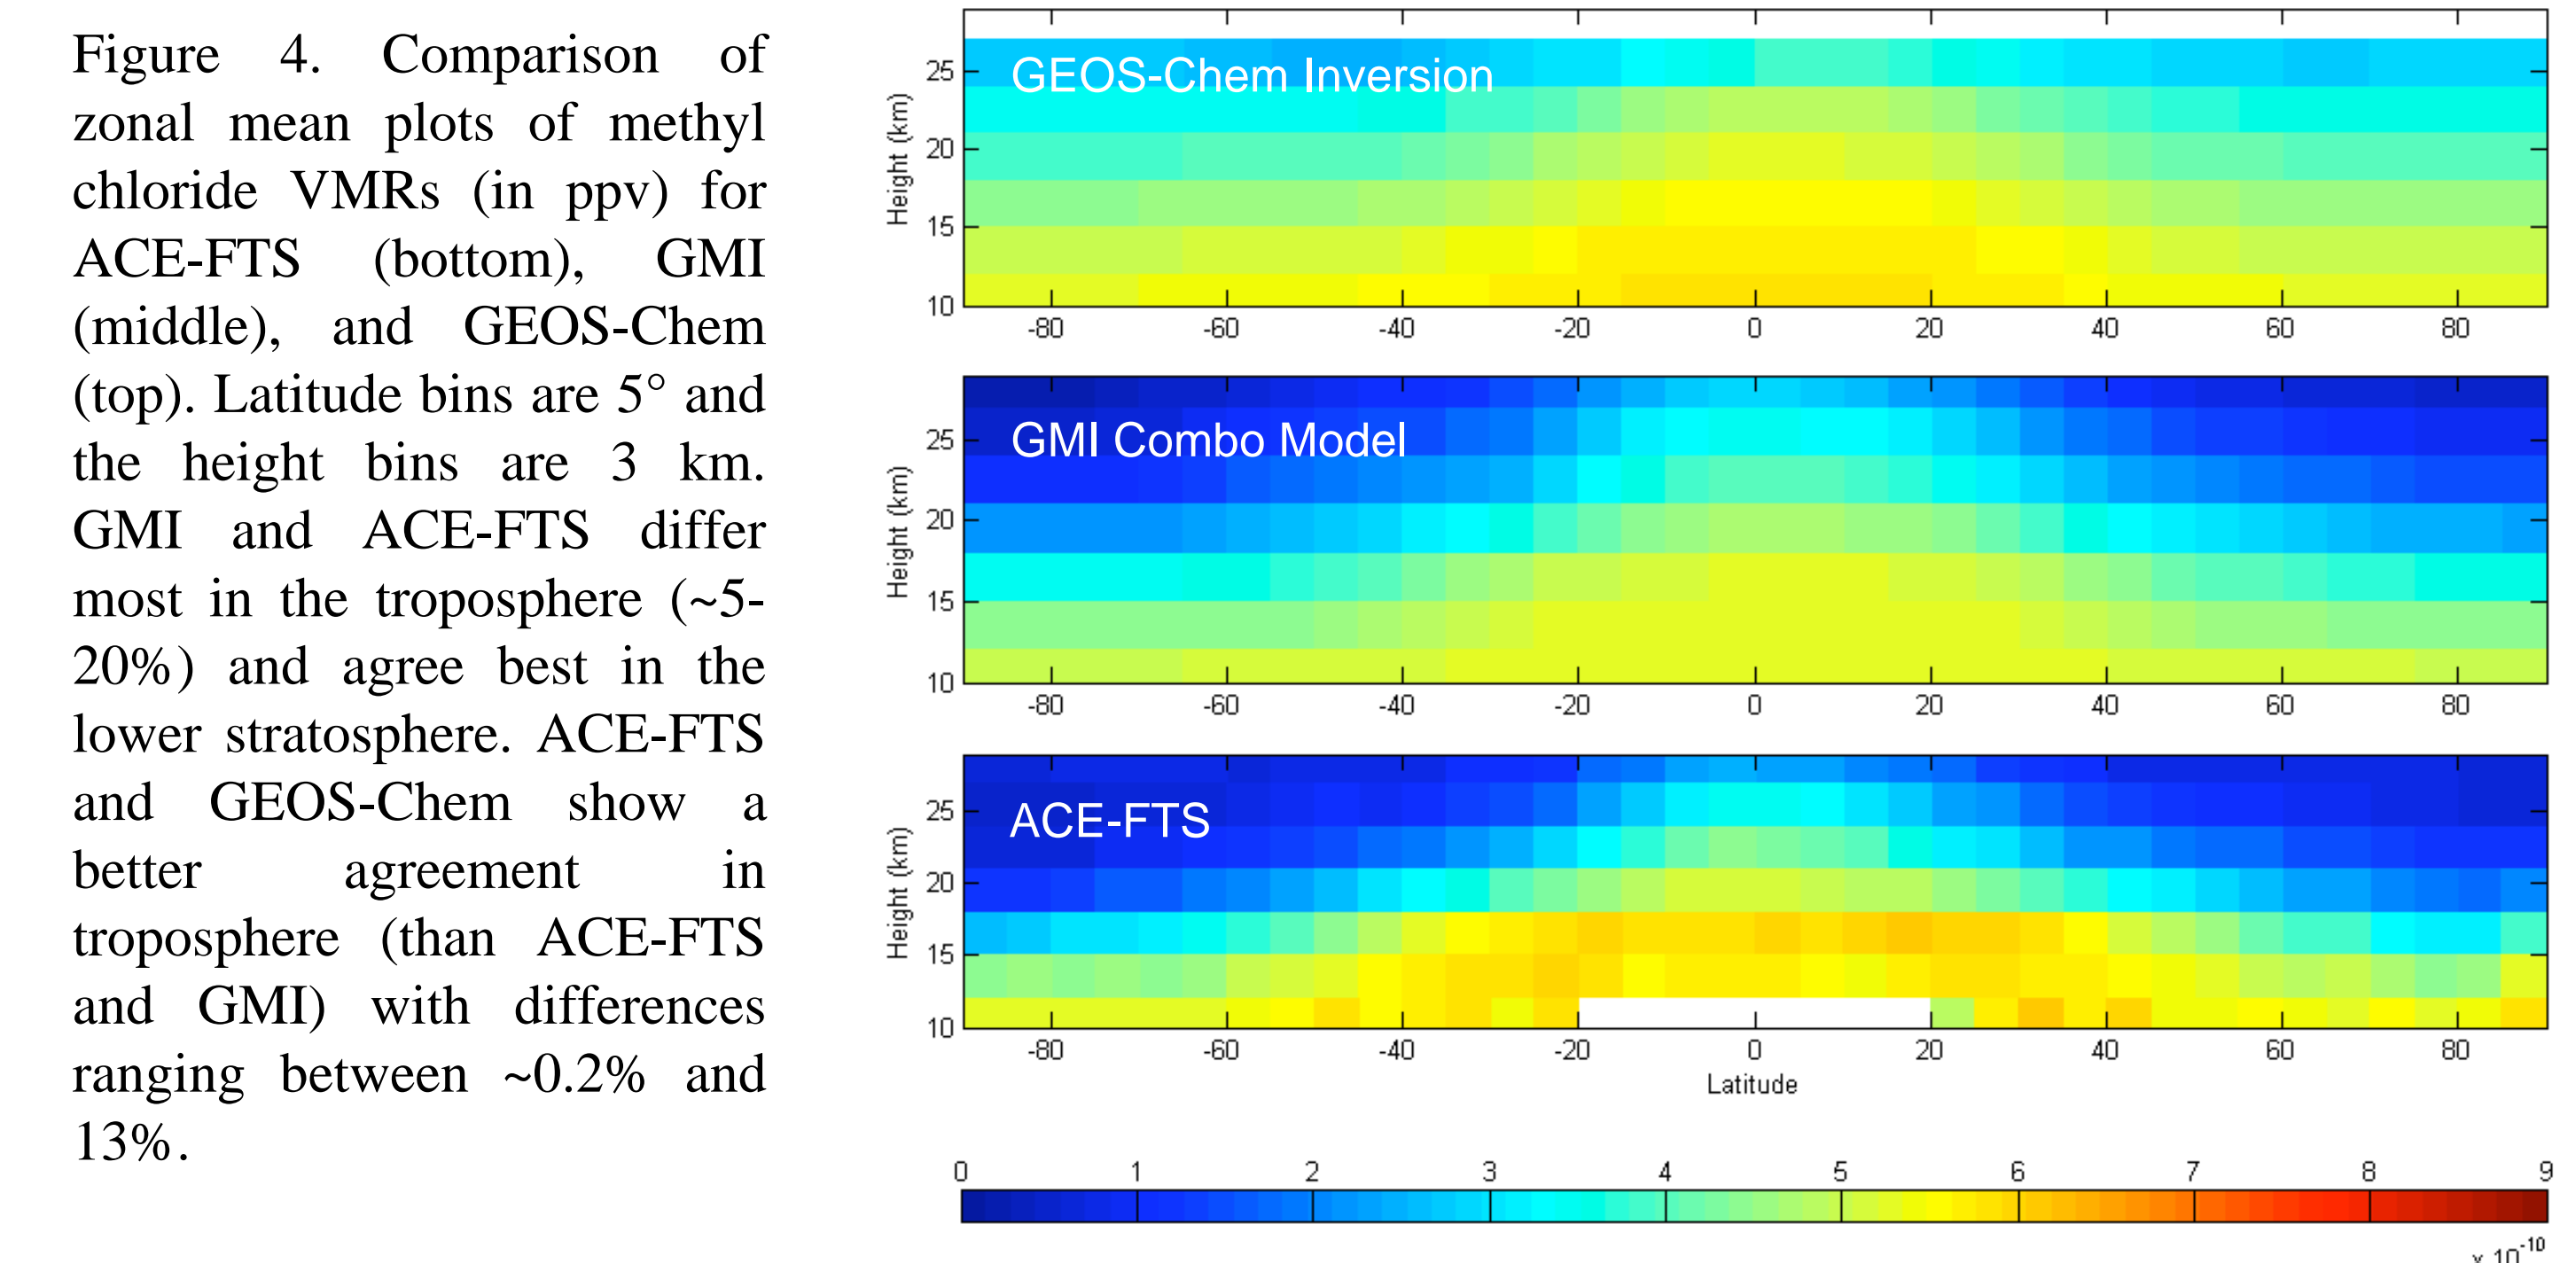 Figure 4. Comparison of
zonal mean plots of methyl
chloride VMRs (in ppv) for
ACE-FTS (bottom), GMI
(middle), and GEOS-Chem
(top). Latitude bins are 5° and
the height bins are 3 km.
GMI and ACE-FTS differ
most in the troposphere (~5-
20%) and agree best in the
lower stratosphere. ACE-FTS
and GEOS-Chem show a
better agreement in
troposphere (than ACE-FTS
and GMI) with differences
ranging between ~0.2% and
13%.
GEOS-Chem Inversion
Height (km)
25
20
15
10
-80 -60 -40 -20 0 20 40 60 80
GMI Combo Model
Height (km)
25
20
15
10
-80 -60 -40 -20 0 20 40 60 80
ACE-FTS
Height (km)
25
20
15
10
-80 -60 -40 -20 0 20 40 60 80
Latitude
0 1 2 3 4 5 6 7 8 9
x 10^-10